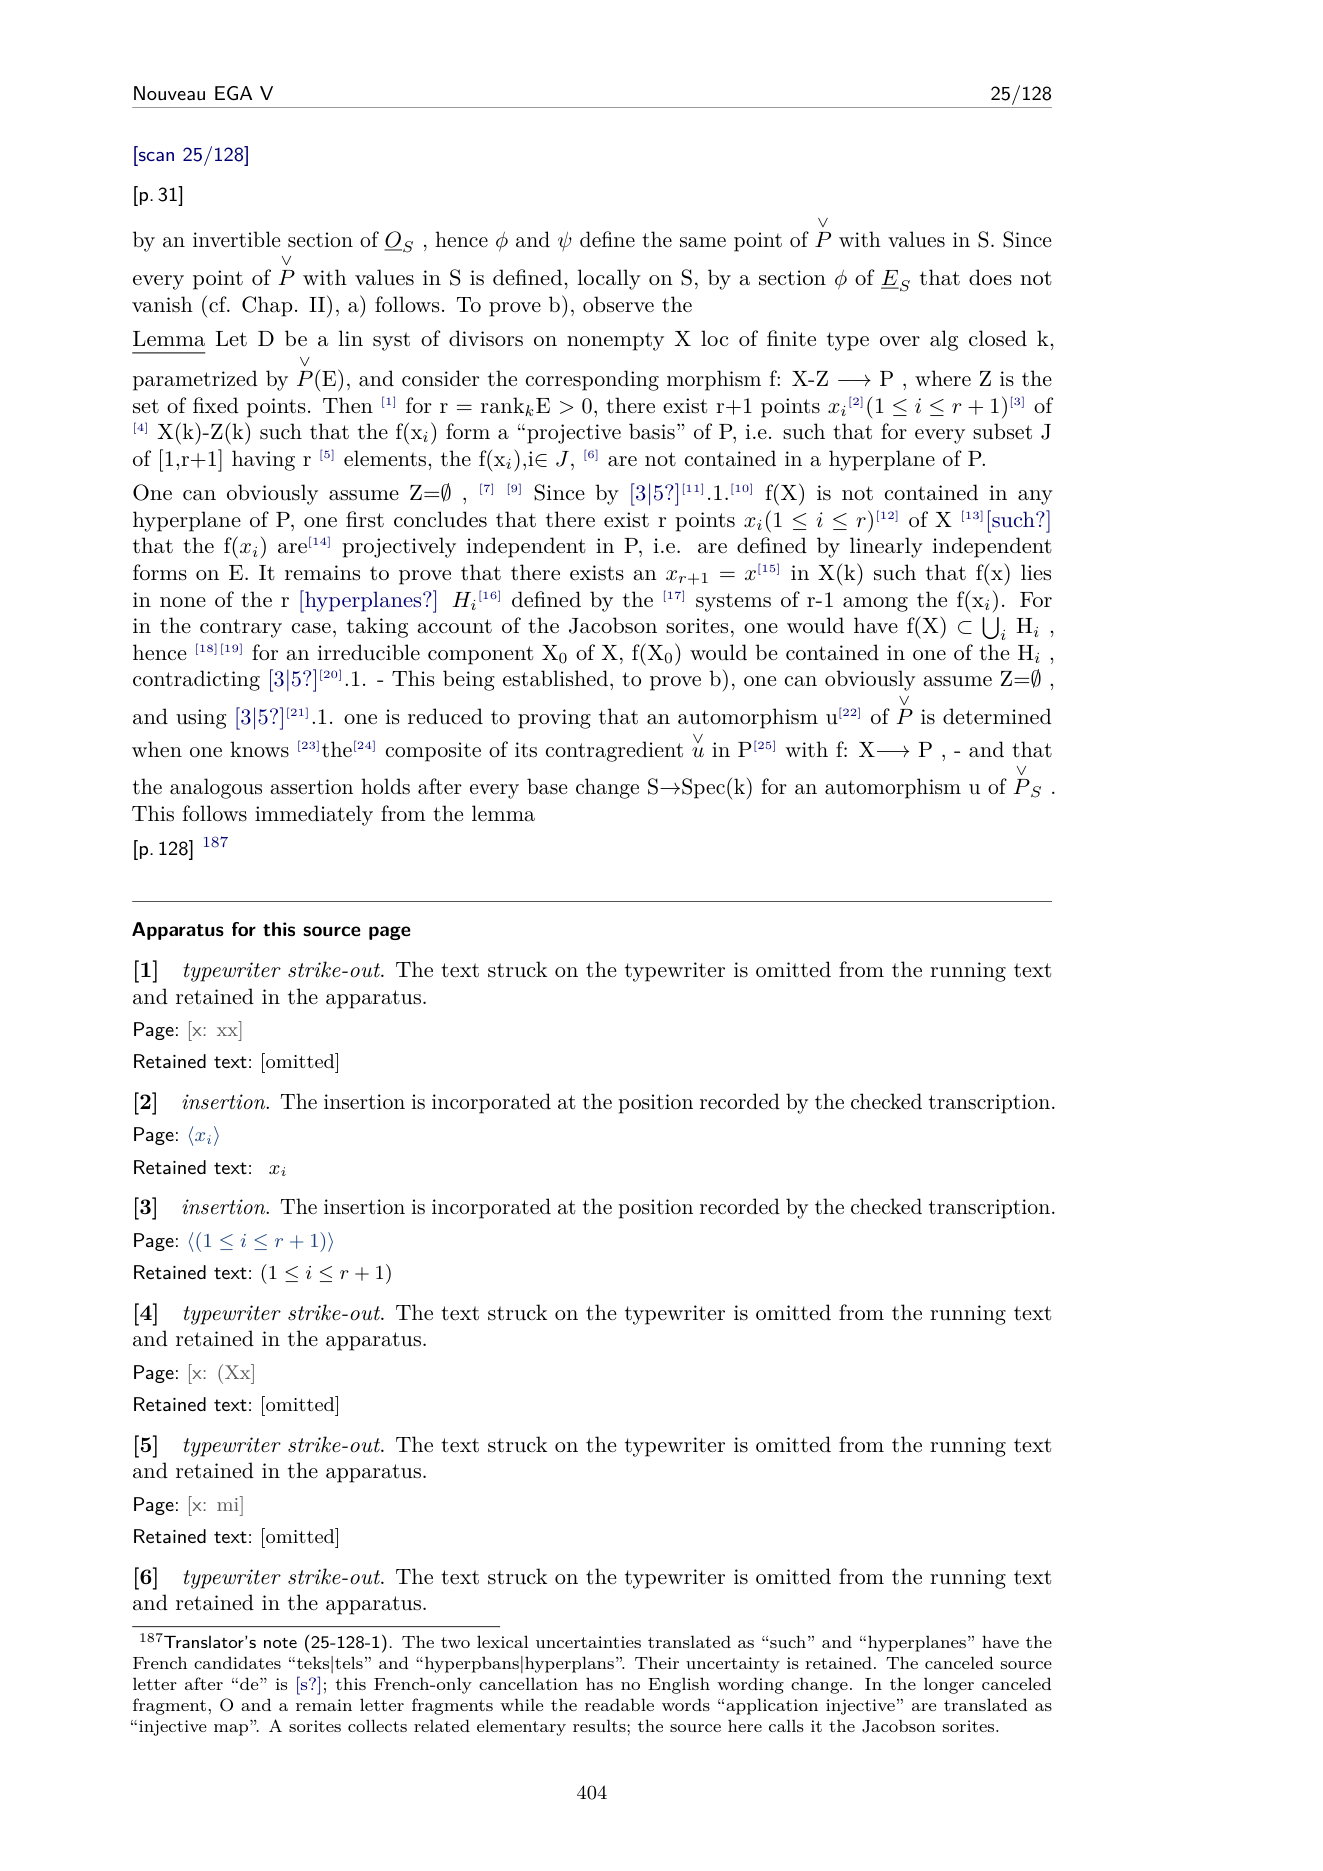 Nouveau EGA V 25/128
[scan 25/128]
[p. 31]
by an invertible section of O_S , hence ϕ and ψ define the same point of P̌ with values in S. Since
every point of P̌ with values in S is defined, locally on S, by a section ϕ of E_S that does not
vanish (cf. Chap. II), a) follows. To prove b), observe the
Lemma Let D be a lin syst of divisors on nonempty X loc of finite type over alg closed k,
parametrized by P̌(E), and consider the corresponding morphism f: X-Z ⟶ P , where Z is the
set of fixed points. Then [1] for r = rank_kE > 0, there exist r+1 points x_i[2](1 ≤ i ≤ r + 1)[3] of
[4] X(k)-Z(k) such that the f(x_i) form a “projective basis” of P, i.e. such that for every subset J
of [1,r+1] having r [5] elements, the f(x_i),i∈ J, [6] are not contained in a hyperplane of P.
One can obviously assume Z=∅ , [7] [9] Since by [3|5?][11].1.[10] f(X) is not contained in any
hyperplane of P, one first concludes that there exist r points x_i(1 ≤ i ≤ r)[12] of X [13][such?]
that the f(x_i) are[14] projectively independent in P, i.e. are defined by linearly independent
forms on E. It remains to prove that there exists an x_{r+1} = x[15] in X(k) such that f(x) lies
in none of the r [hyperplanes?] H_i[16] defined by the [17] systems of r-1 among the f(x_i). For
in the contrary case, taking account of the Jacobson sorites, one would have f(X) ⊂ ⋃_i H_i ,
hence [18][19] for an irreducible component X_0 of X, f(X_0) would be contained in one of the H_i ,
contradicting [3|5?][20].1. - This being established, to prove b), one can obviously assume Z=∅ ,
and using [3|5?][21].1. one is reduced to proving that an automorphism u[22] of P̌ is determined
when one knows [23]the[24] composite of its contragredient ǔ in P[25] with f: X⟶ P , - and that
the analogous assertion holds after every base change S→Spec(k) for an automorphism u of P̌_S .
This follows immediately from the lemma
[p. 128] 187
Apparatus for this source page
[1] typewriter strike-out. The text struck on the typewriter is omitted from the running text
and retained in the apparatus.
Page: [x: xx]
Retained text: [omitted]
[2] insertion. The insertion is incorporated at the position recorded by the checked transcription.
Page: ⟨x_i⟩
Retained text: x_i
[3] insertion. The insertion is incorporated at the position recorded by the checked transcription.
Page: ⟨(1 ≤ i ≤ r + 1)⟩
Retained text: (1 ≤ i ≤ r + 1)
[4] typewriter strike-out. The text struck on the typewriter is omitted from the running text
and retained in the apparatus.
Page: [x: (Xx]
Retained text: [omitted]
[5] typewriter strike-out. The text struck on the typewriter is omitted from the running text
and retained in the apparatus.
Page: [x: mi]
Retained text: [omitted]
[6] typewriter strike-out. The text struck on the typewriter is omitted from the running text
and retained in the apparatus.
187Translator’s note (25-128-1). The two lexical uncertainties translated as “such” and “hyperplanes” have the
French candidates “teks|tels” and “hyperpbans|hyperplans”. Their uncertainty is retained. The canceled source
letter after “de” is [s?]; this French-only cancellation has no English wording change. In the longer canceled
fragment, O and a remain letter fragments while the readable words “application injective” are translated as
“injective map”. A sorites collects related elementary results; the source here calls it the Jacobson sorites.
404